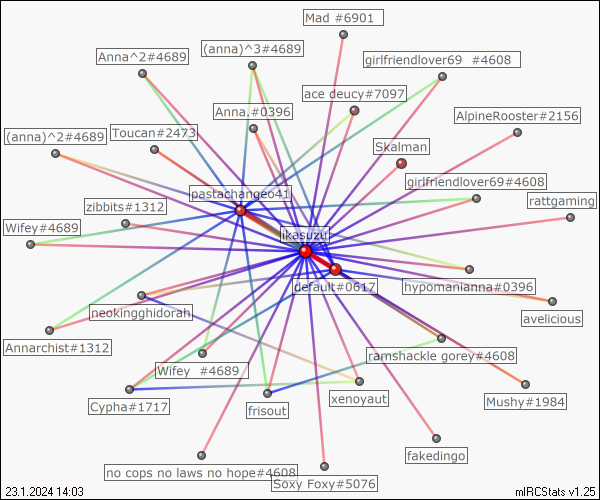 Mad #6901
Anna^2#4689
(anna)^3#4689
girlfriendlover69 #4608
ace deucy#7097
Anna.#0396
AlpineRooster#2156
(anna)^2#4689
Toucan#2473
Skalman
girlfriendlover69#4608
pastachangeo41
zibbits#1312
rattgaming
Wifey#4689
ikasuzu
default#0617
hypomanianna#0396
neokingghidorah
avelicious
Annarchist#1312
ramshackle gorey#4608
Wifey #4689
Cypha#1717
frisout
xenoyaut
Mushy#1984
fakedingo
no cops no laws no hope#4608
Soxy Foxy#5076
23.1.2024 14:03
mIRCStats v1.25